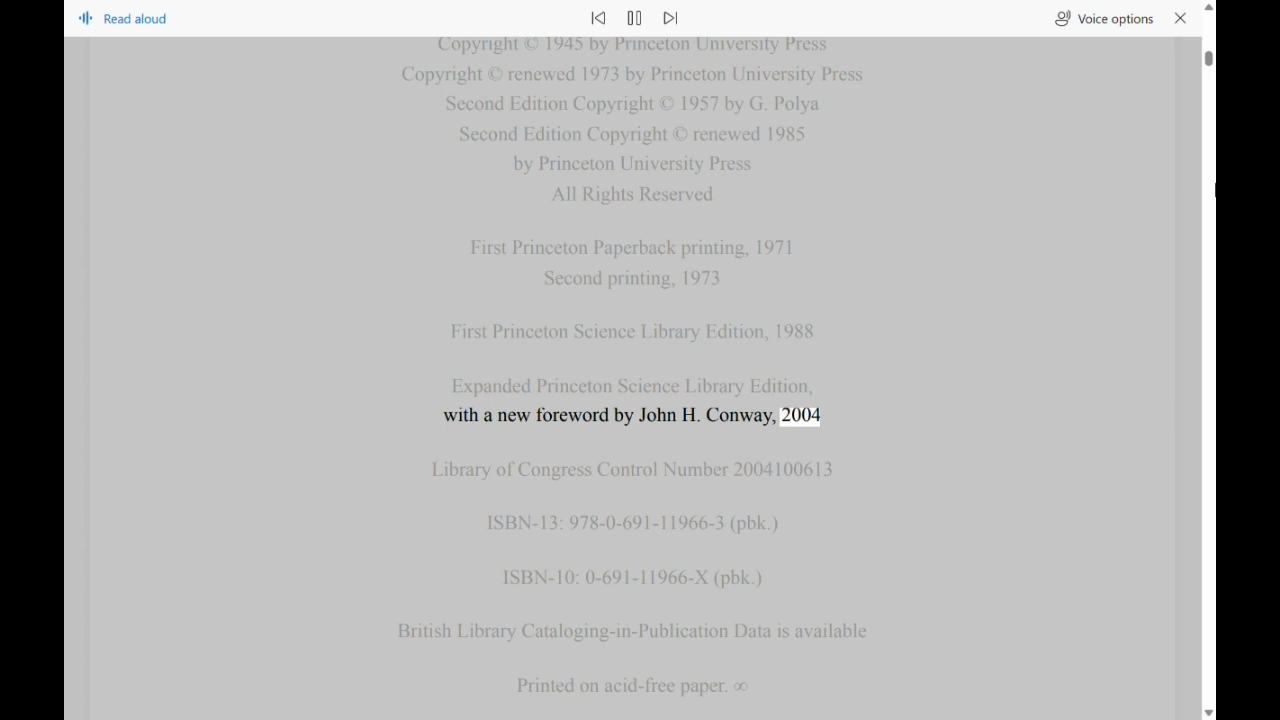 Read aloud
Voice options
Copyright © 1945 by Princeton University Press
Copyright © renewed 1973 by Princeton University Press
Second Edition Copyright © 1957 by G. Polya
Second Edition Copyright © renewed 1985
by Princeton University Press
All Rights Reserved
First Princeton Paperback printing, 1971
Second printing, 1973
First Princeton Science Library Edition, 1988
Expanded Princeton Science Library Edition,
with a new foreword by John H. Conway, 2004
Library of Congress Control Number 2004100613
ISBN-13: 978-0-691-11966-3 (pbk.)
ISBN-10: 0-691-11966-X (pbk.)
British Library Cataloging-in-Publication Data is available
Printed on acid-free paper. ∞